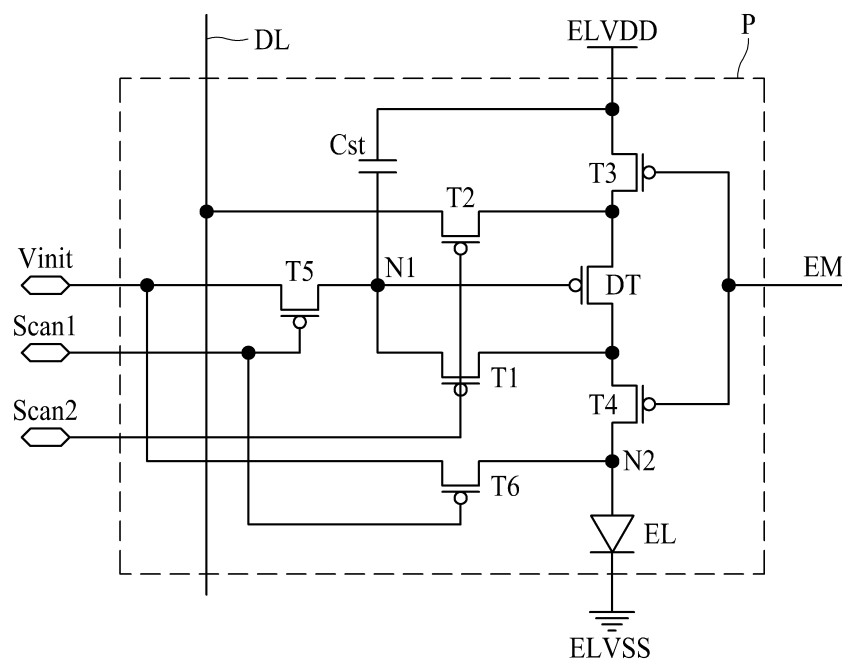 P
ELVDD
DL
Cst
T3
T2
Vinit
T5
N1
DT
EM
Scan1
T1
T4
Scan2
N2
T6
EL
ELVSS